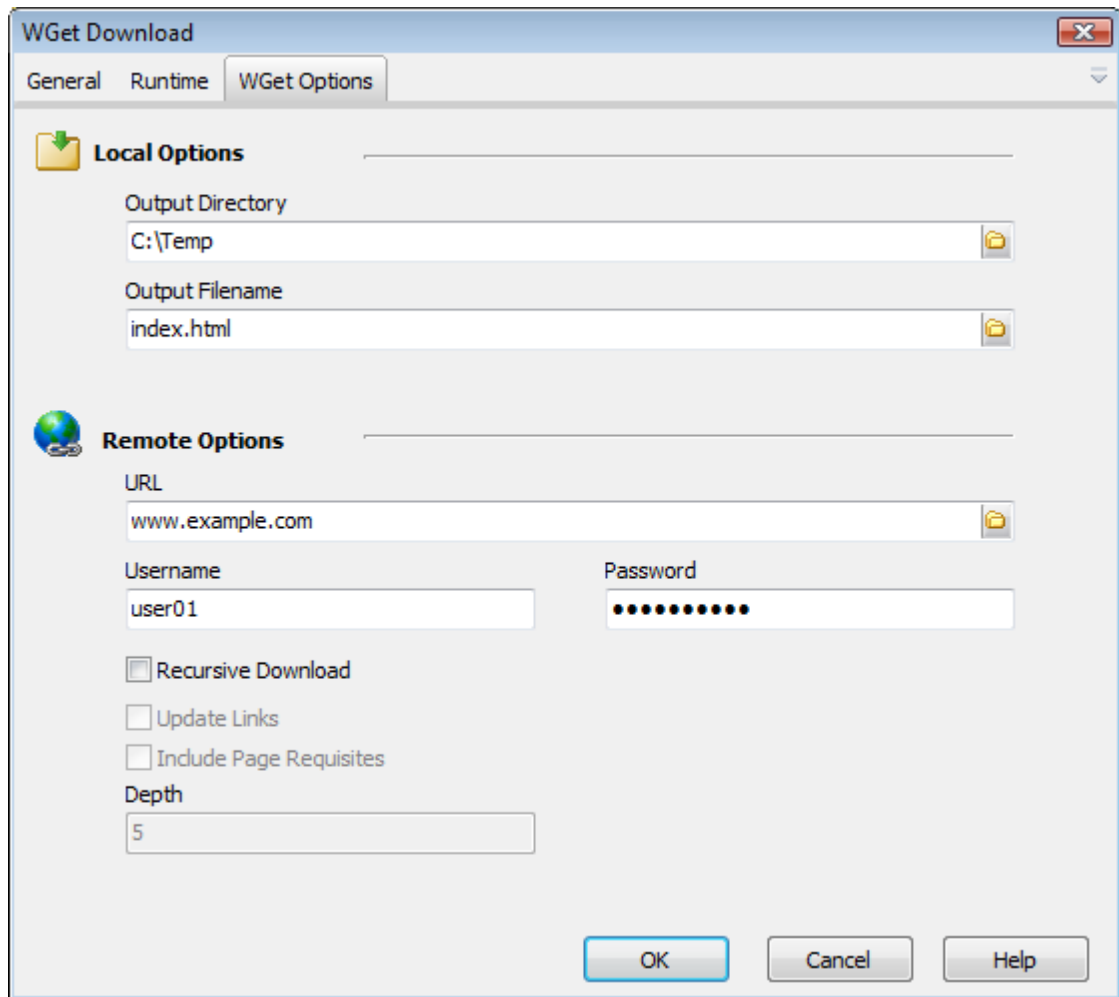 WGet Download
General Runtime WGet Options
Local Options
Output Directory
C:\Temp
Output Filename
index.html
Remote Options
URL
www.example.com
Username Password
user01 ●●●●●●●●●●
Recursive Download
Update Links
Include Page Requisites
Depth
5
OK Cancel Help